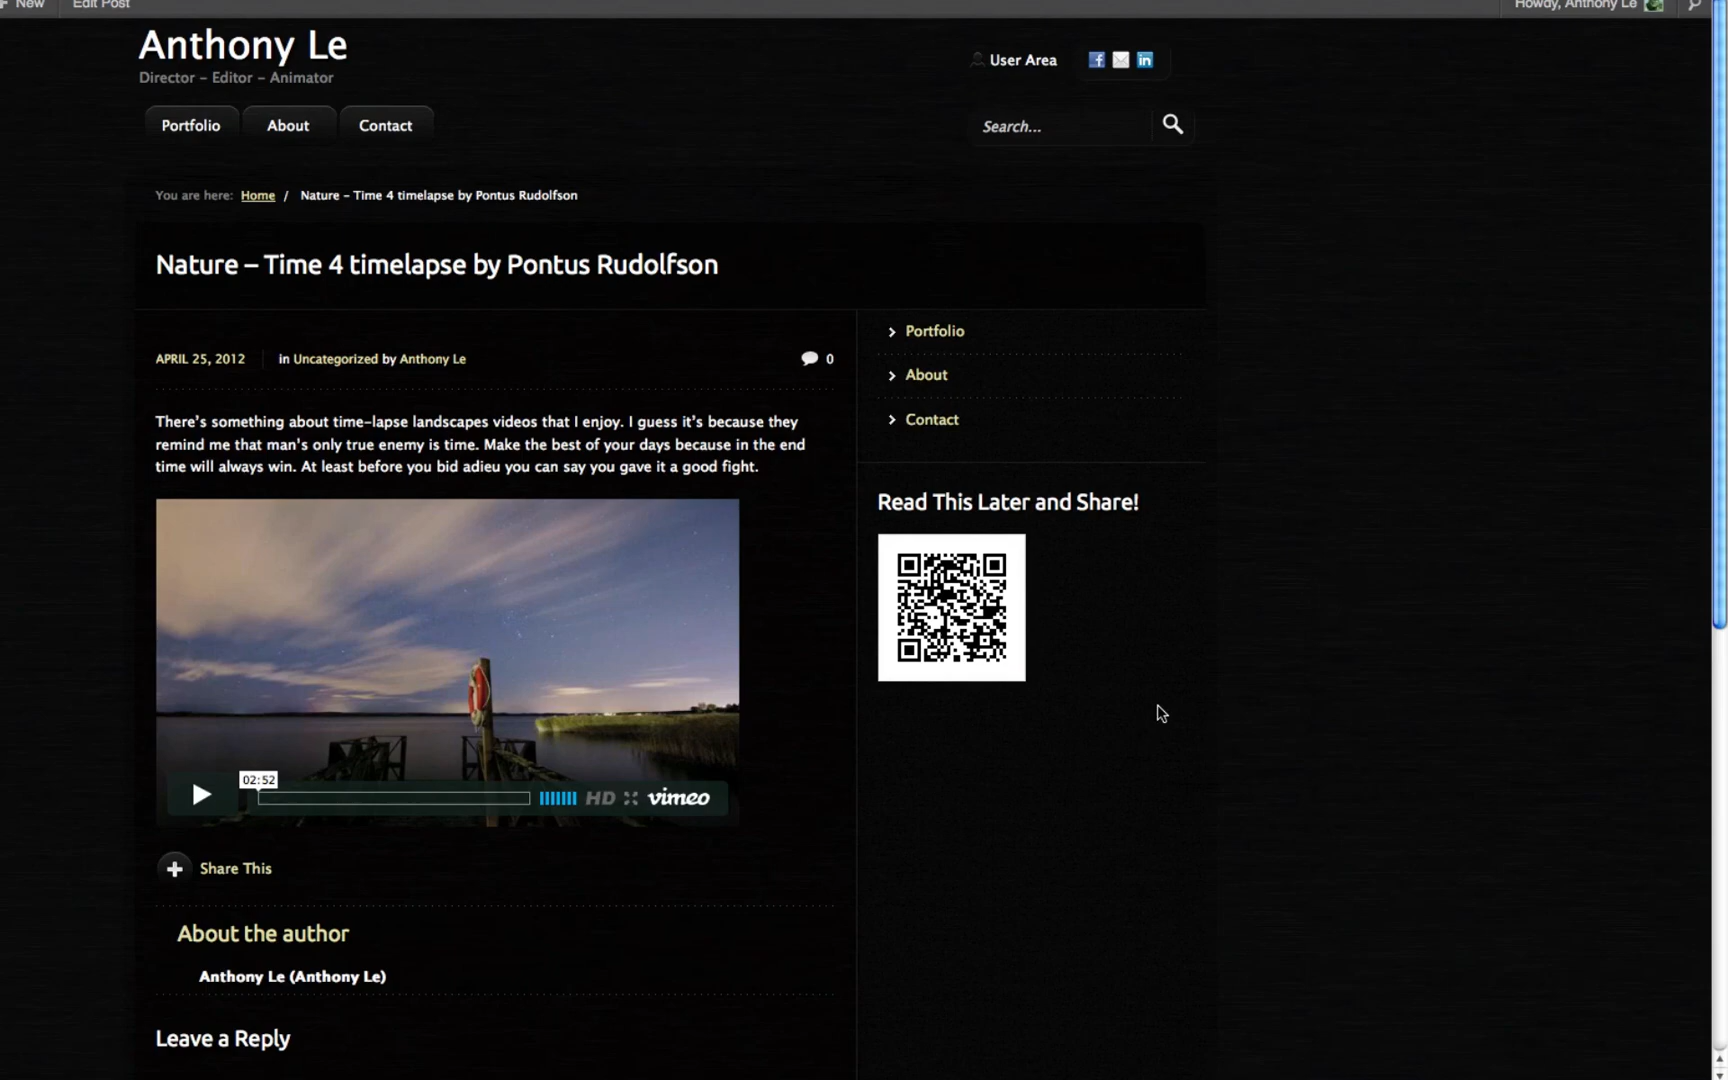 New
Edit Post
Howdy, Anthony Le
Anthony Le
Director – Editor – Animator
User Area
Portfolio
About
Contact
Search...
You are here: Home / Nature – Time 4 timelapse by Pontus Rudolfson
Nature – Time 4 timelapse by Pontus Rudolfson
Portfolio
APRIL 25, 2012 in Uncategorized by Anthony Le 0
About
Contact
There's something about time-lapse landscapes videos that I enjoy. I guess it's because they
remind me that man's only true enemy is time. Make the best of your days because in the end
time will always win. At least before you bid adieu you can say you gave it a good fight.
Read This Later and Share!
02:52
HD vimeo
Share This
About the author
Anthony Le (Anthony Le)
Leave a Reply